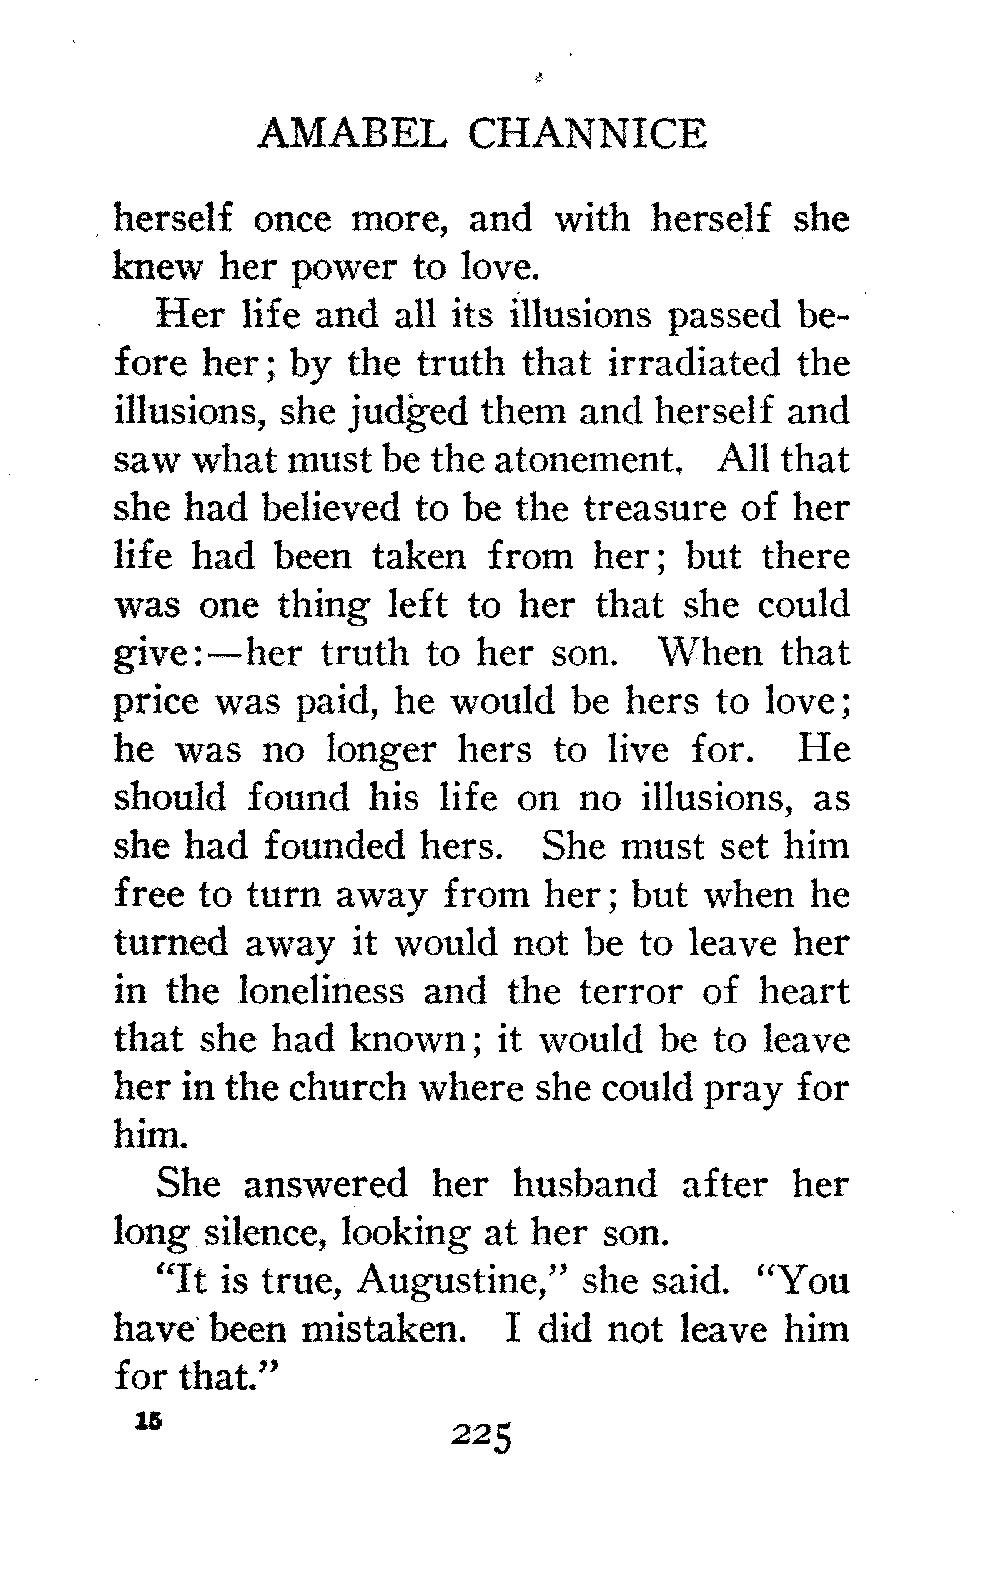 AMABEL CHANNICE
herself once more, and with herself she
knew her power to love.
Her life and all its illusions passed be-
fore her; by the truth that irradiated the
illusions, she judged them and herself and
saw what must be the atonement. All that
she had believed to be the treasure of her
life had been taken from her; but there
was one thing left to her that she could
give:—her truth to her son. When that
price was paid, he would be hers to love;
he was no longer hers to live for. He
should found his life on no illusions, as
she had founded hers. She must set him
free to turn away from her; but when he
turned away it would not be to leave her
in the loneliness and the terror of heart
that she had known; it would be to leave
her in the church where she could pray for
him.
She answered her husband after her
long silence, looking at her son.
“It is true, Augustine,” she said. “You
have been mistaken. I did not leave him
for that.”
15
225